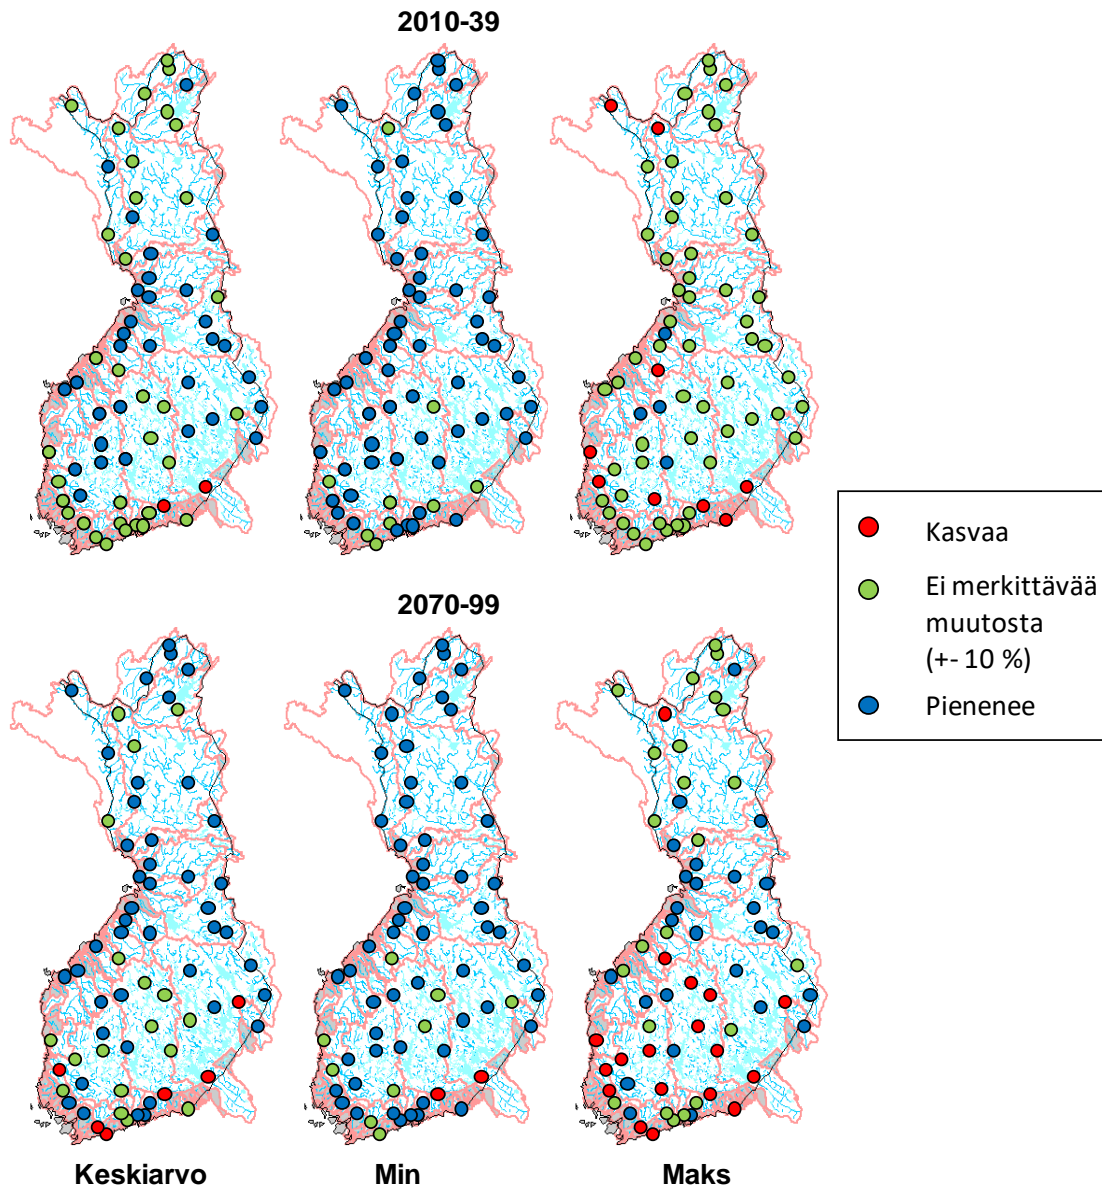 2010-39
Kasvaa
Ei merkittävää
muutosta
(+- 10 %)
Pienenee
2070-99
Keskiarvo
Min
Maks